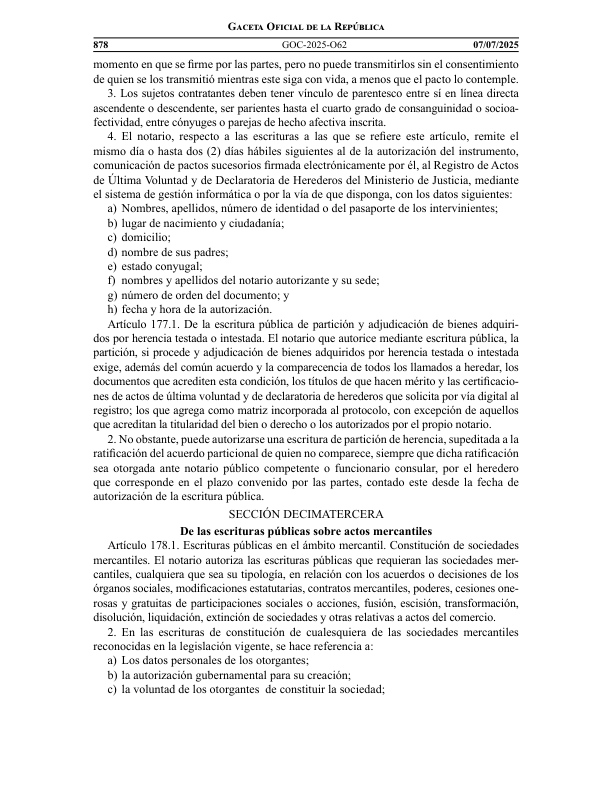 Gaceta Oficial de la República
878 GOC-2025-O62 07/07/2025
momento en que se firme por las partes, pero no puede transmitirlos sin el consentimiento
de quien se los transmitió mientras este siga con vida, a menos que el pacto lo contemple.
3. Los sujetos contratantes deben tener vínculo de parentesco entre sí en línea directa
ascendente o descendente, ser parientes hasta el cuarto grado de consanguinidad o socioa-
fectividad, entre cónyuges o parejas de hecho afectiva inscrita.
4. El notario, respecto a las escrituras a las que se refiere este artículo, remite el
mismo día o hasta dos (2) días hábiles siguientes al de la autorización del instrumento,
comunicación de pactos sucesorios firmada electrónicamente por él, al Registro de Actos
de Última Voluntad y de Declaratoria de Herederos del Ministerio de Justicia, mediante
el sistema de gestión informática o por la vía de que disponga, con los datos siguientes:
a) Nombres, apellidos, número de identidad o del pasaporte de los intervinientes;
b) lugar de nacimiento y ciudadanía;
c) domicilio;
d) nombre de sus padres;
e) estado conyugal;
f) nombres y apellidos del notario autorizante y su sede;
g) número de orden del documento; y
h) fecha y hora de la autorización.
Artículo 177.1. De la escritura pública de partición y adjudicación de bienes adquiri-
dos por herencia testada o intestada. El notario que autorice mediante escritura pública, la
partición, si procede y adjudicación de bienes adquiridos por herencia testada o intestada
exige, además del común acuerdo y la comparecencia de todos los llamados a heredar, los
documentos que acrediten esta condición, los títulos de que hacen mérito y las certificacio-
nes de actos de última voluntad y de declaratoria de herederos que solicita por vía digital al
registro; los que agrega como matriz incorporada al protocolo, con excepción de aquellos
que acreditan la titularidad del bien o derecho o los autorizados por el propio notario.
2. No obstante, puede autorizarse una escritura de partición de herencia, supeditada a la
ratificación del acuerdo particional de quien no comparece, siempre que dicha ratificación
sea otorgada ante notario público competente o funcionario consular, por el heredero
que corresponde en el plazo convenido por las partes, contado este desde la fecha de
autorización de la escritura pública.
SECCIÓN DECIMATERCERA
De las escrituras públicas sobre actos mercantiles
Artículo 178.1. Escrituras públicas en el ámbito mercantil. Constitución de sociedades
mercantiles. El notario autoriza las escrituras públicas que requieran las sociedades mer-
cantiles, cualquiera que sea su tipología, en relación con los acuerdos o decisiones de los
órganos sociales, modificaciones estatutarias, contratos mercantiles, poderes, cesiones one-
rosas y gratuitas de participaciones sociales o acciones, fusión, escisión, transformación,
disolución, liquidación, extinción de sociedades y otras relativas a actos del comercio.
2. En las escrituras de constitución de cualesquiera de las sociedades mercantiles
reconocidas en la legislación vigente, se hace referencia a:
a) Los datos personales de los otorgantes;
b) la autorización gubernamental para su creación;
c) la voluntad de los otorgantes de constituir la sociedad;